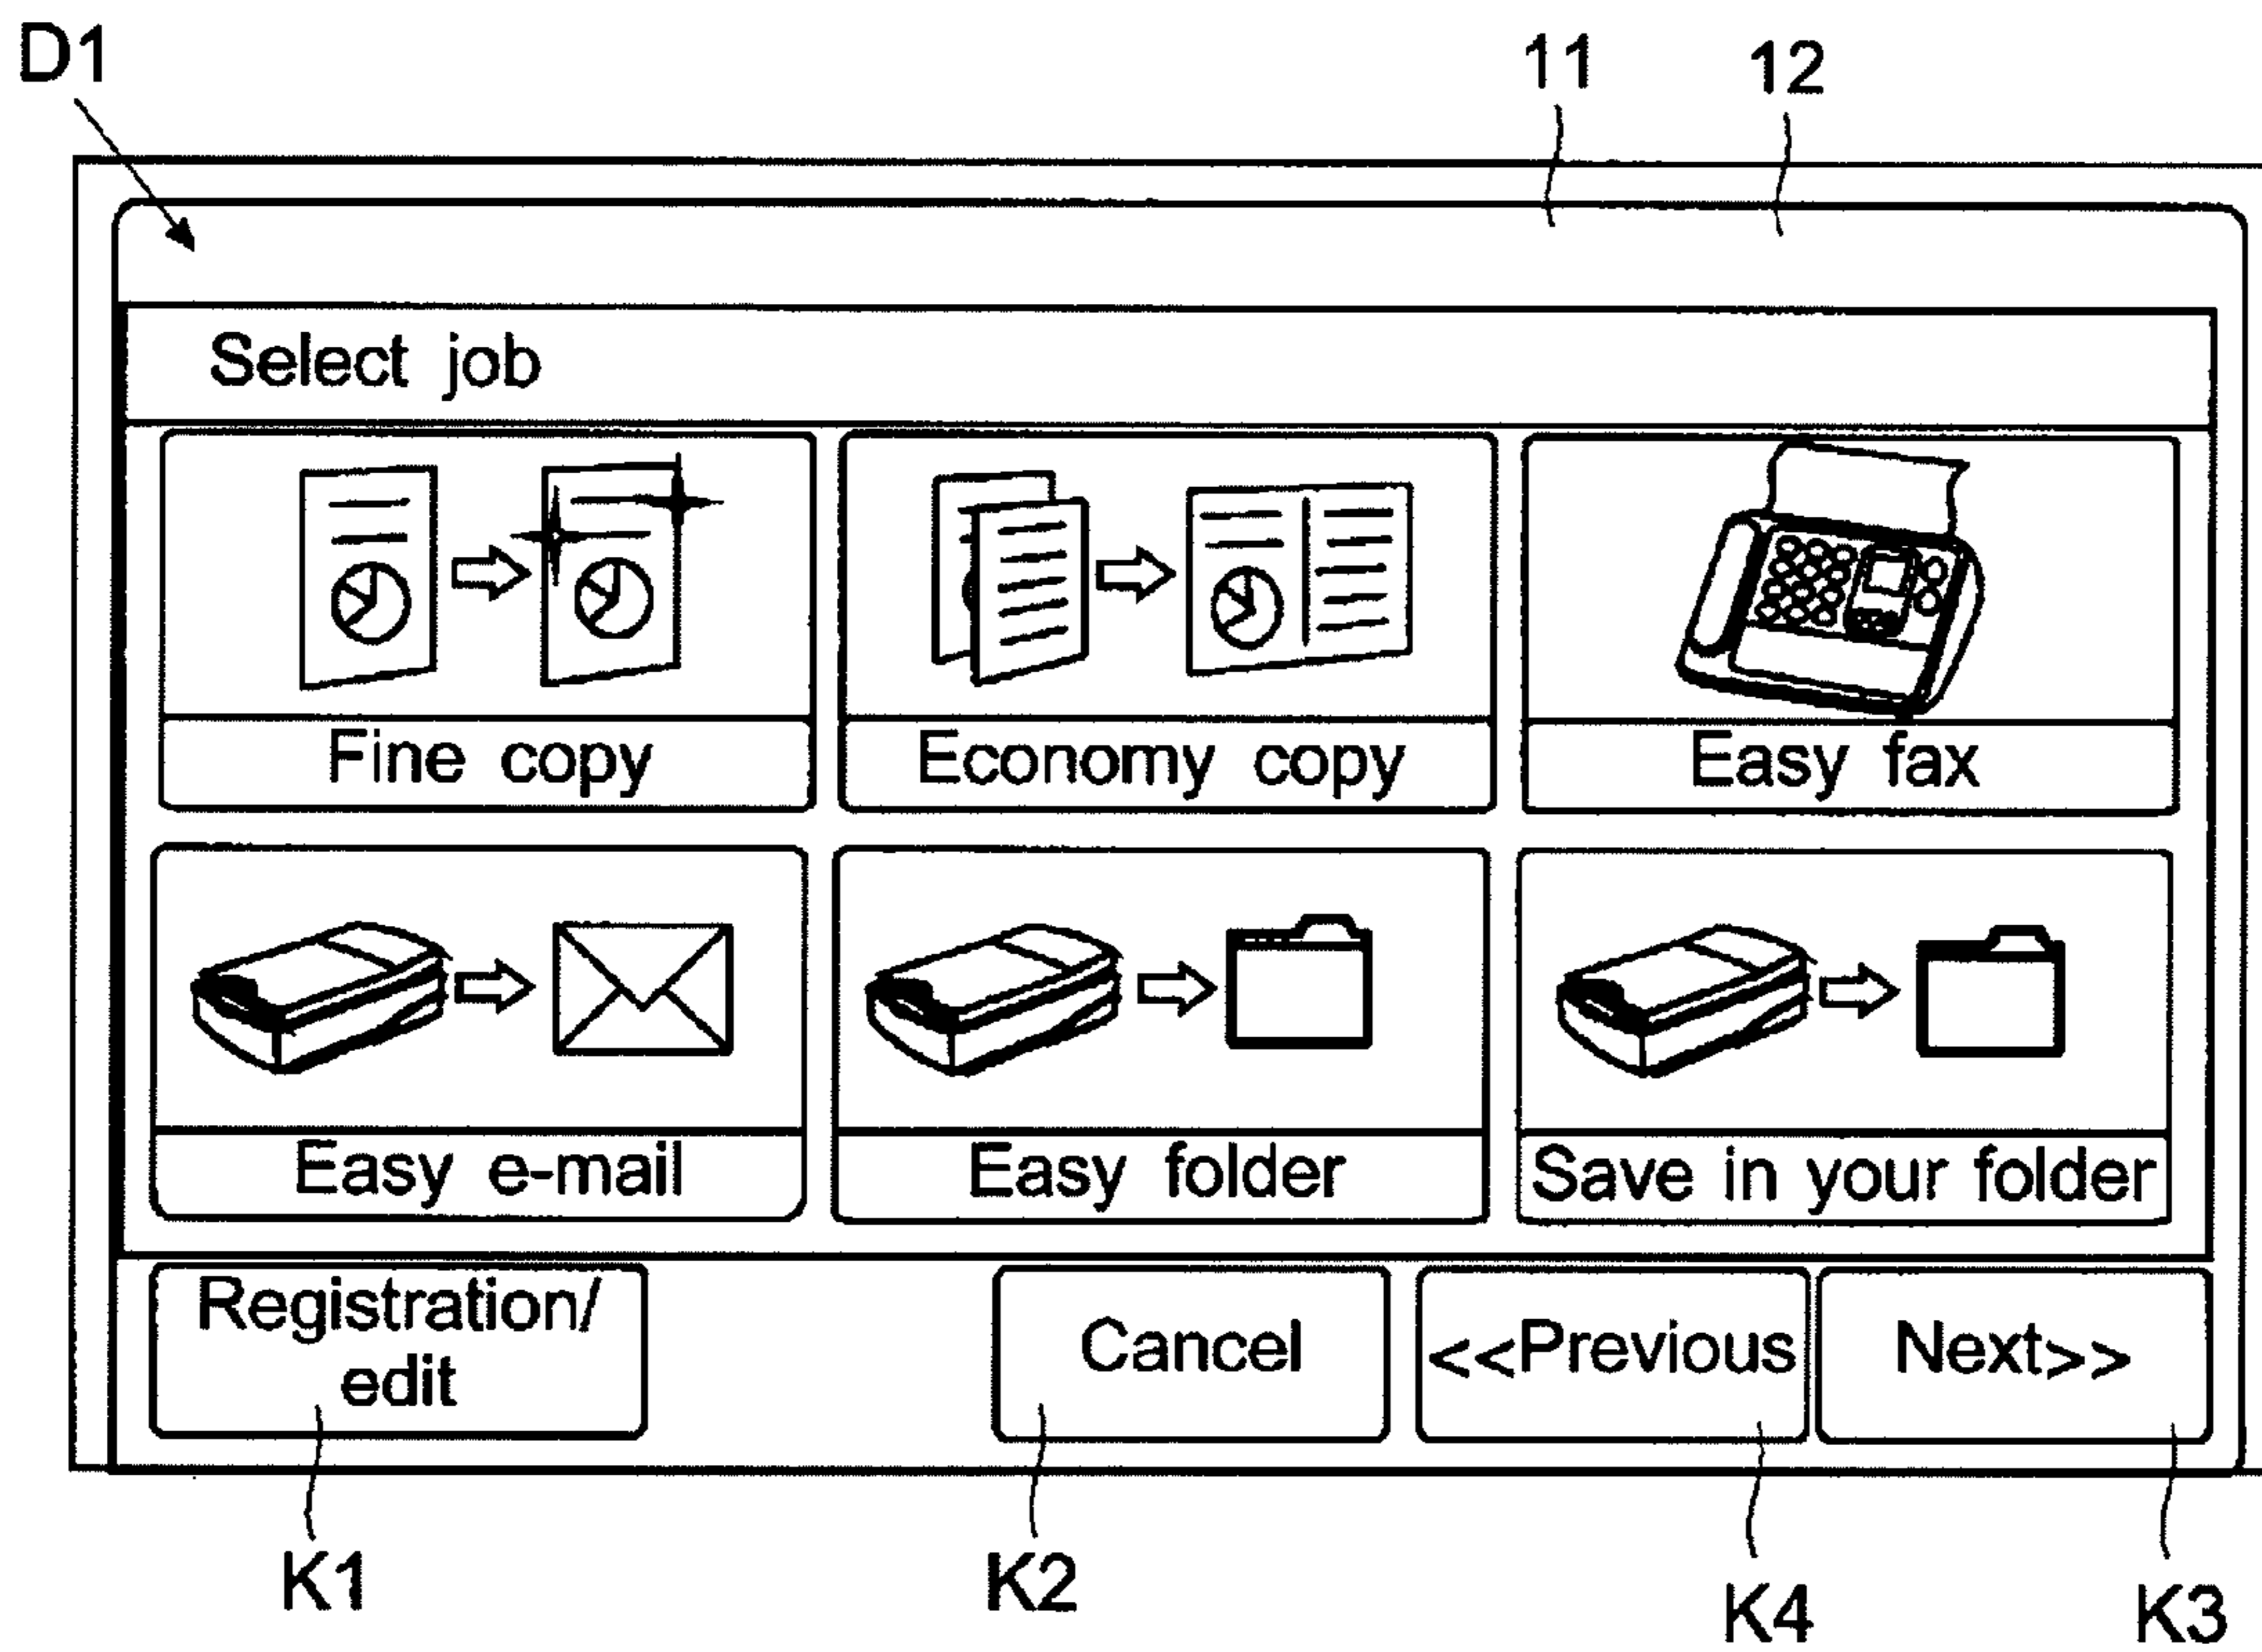 D1
11
12
Select job
Fine copy
Economy copy
Easy fax
Easy e-mail
Easy folder
Save in your folder
Registration/
edit
Cancel
<<Previous
Next>>
K1
K2
K4
K3